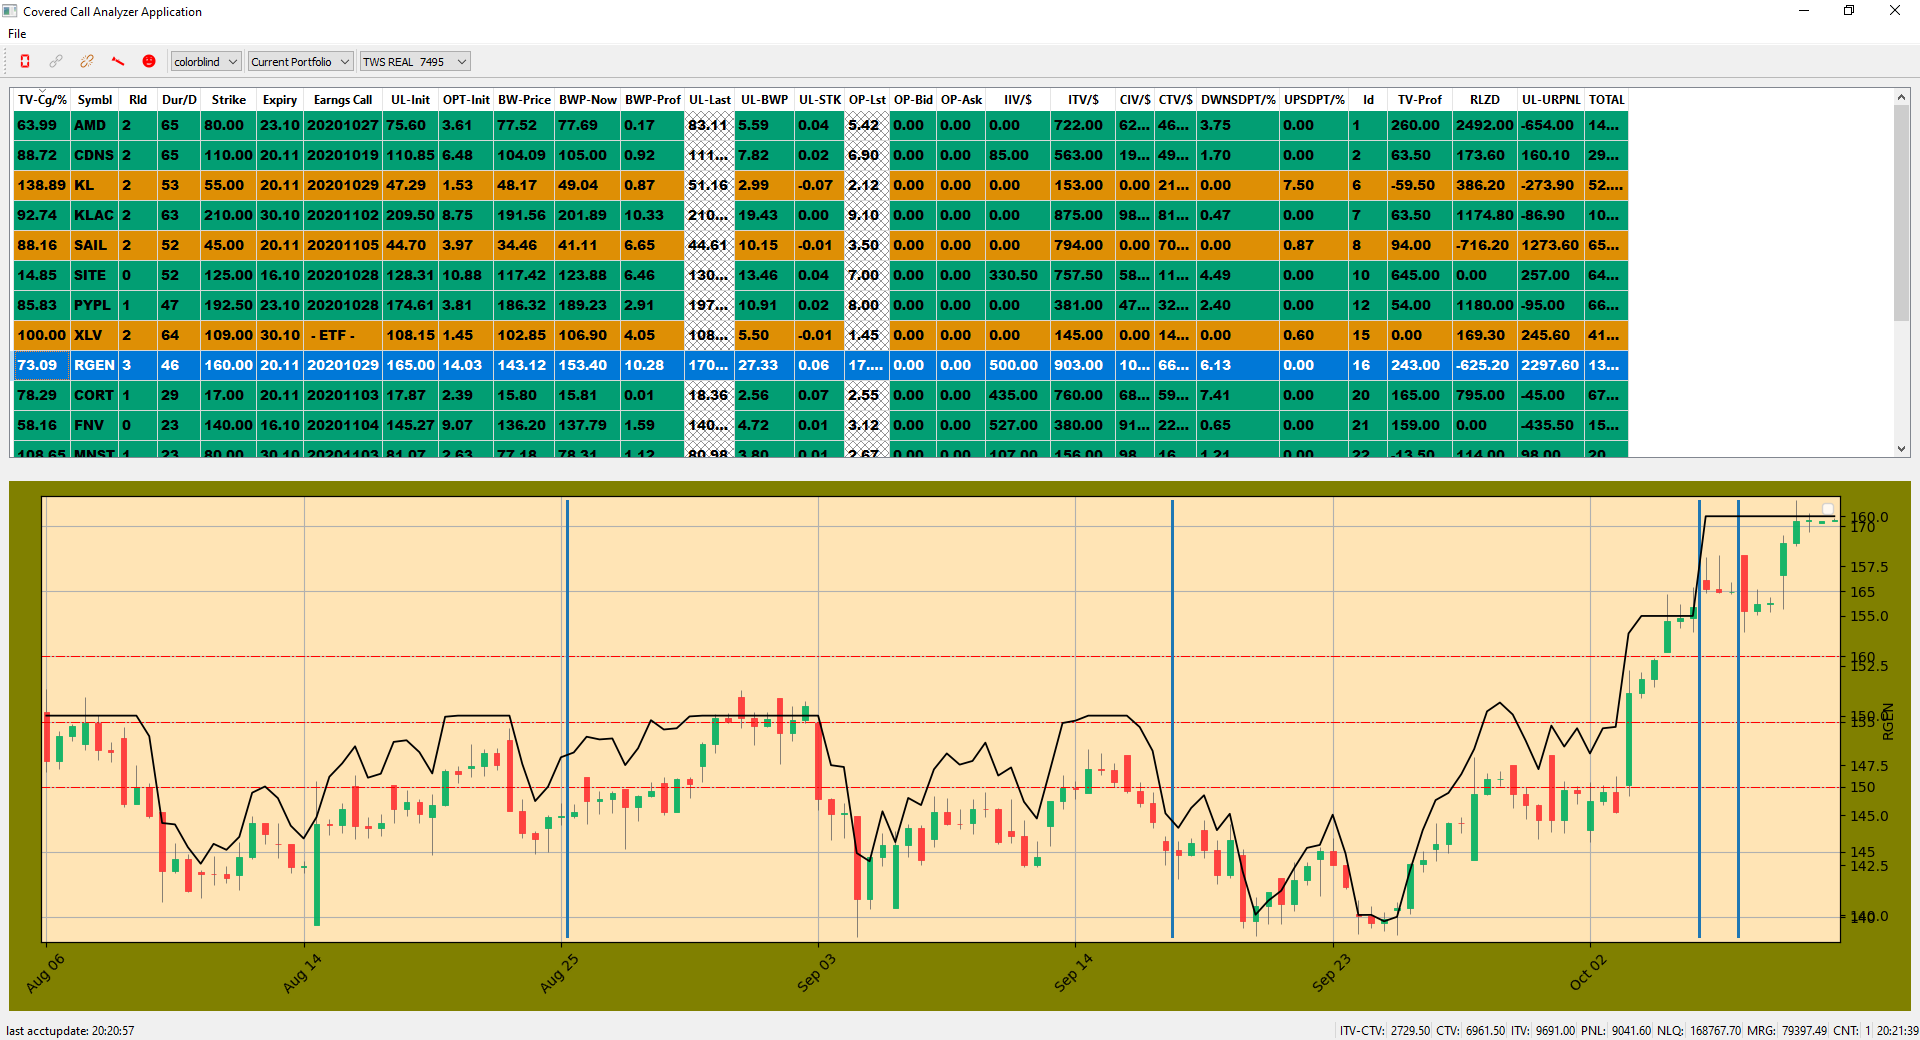 Covered Call Analyzer Application
File
colorblind Current Portfolio TWS REAL 7495
TV-Cg/% Symbl Rld Dur/D Strike Expiry Earngs Call UL-Init OPT-Init BW-Price BWP-Now BWP-Prof UL-Last UL-BWP UL-STK OP-Lst OP-Bid OP-Ask IIV/$ ITV/$ CIV/$ CTV/$ DWNSDPT/% UPSDPT/% Id TV-Prof RLZD UL-URPNL TOTAL
63.99 AMD 2 65 80.00 23.10 20201027 75.60 3.61 77.52 77.69 0.17 83.11 5.59 0.04 5.42 0.00 0.00 0.00 722.00 62... 46... 3.75 0.00 1 260.00 2492.00 -654.00 14...
88.72 CDNS 2 65 110.00 20.11 20201019 110.85 6.48 104.09 105.00 0.92 111... 7.82 0.02 6.90 0.00 0.00 85.00 563.00 19... 49... 1.70 0.00 2 63.50 173.60 160.10 29...
138.89 KL 2 53 55.00 20.11 20201029 47.29 1.53 48.17 49.04 0.87 51.16 2.99 -0.07 2.12 0.00 0.00 0.00 153.00 0.00 21... 0.00 7.50 6 -59.50 386.20 -273.90 52....
92.74 KLAC 2 63 210.00 30.10 20201102 209.50 8.75 191.56 201.89 10.33 210... 19.43 0.00 9.10 0.00 0.00 0.00 875.00 98... 81... 0.47 0.00 7 63.50 1174.80 -86.90 10...
88.16 SAIL 2 52 45.00 20.11 20201105 44.70 3.97 34.46 41.11 6.65 44.61 10.15 -0.01 3.50 0.00 0.00 0.00 794.00 0.00 70... 0.00 0.87 8 94.00 -716.20 1273.60 65...
14.85 SITE 0 52 125.00 16.10 20201028 128.31 10.88 117.42 123.88 6.46 130... 13.46 0.04 7.00 0.00 0.00 330.50 757.50 58... 11... 4.49 0.00 10 645.00 0.00 257.00 64...
85.83 PYPL 1 47 192.50 23.10 20201028 174.61 3.81 186.32 189.23 2.91 197... 10.91 0.02 8.00 0.00 0.00 0.00 381.00 47... 32... 2.40 0.00 12 54.00 1180.00 -95.00 66...
100.00 XLV 2 64 109.00 30.10 - ETF - 108.15 1.45 102.85 106.90 4.05 108... 5.50 -0.01 1.45 0.00 0.00 0.00 145.00 0.00 14... 0.00 0.60 15 0.00 169.30 245.60 41...
73.09 RGEN 3 46 160.00 20.11 20201029 165.00 14.03 143.12 153.40 10.28 170... 27.33 0.06 17.... 0.00 0.00 500.00 903.00 10... 66... 6.13 0.00 16 243.00 -625.20 2297.60 13...
78.29 CORT 1 29 17.00 20.11 20201103 17.87 2.39 15.80 15.81 0.01 18.36 2.56 0.07 2.55 0.00 0.00 435.00 760.00 68... 59... 7.41 0.00 20 165.00 795.00 -45.00 67...
58.16 FNV 0 23 140.00 16.10 20201104 145.27 9.07 136.20 137.79 1.59 140... 4.72 0.01 3.12 0.00 0.00 527.00 380.00 91... 22... 0.65 0.00 21 159.00 0.00 -435.50 15...
108.65 MNST 1 23 80.00 30.10 20201103 81.07 2.63 77.18 78.31 1.12 80.98 3.80 0.01 2.67 0.00 0.00 107.00 156.00 98 16 1.21 0.00 22 -13.50 114.00 98.00 20
160.0
170
157.5
165
155.0
160
152.5
150.0
155
RGEN
147.5
150
145.0
145
142.5
140.0
140
Aug 06 Aug 14 Aug 25 Sep 03 Sep 14 Sep 23 Oct 02
last acctupdate: 20:20:57 ITV-CTV: 2729.50 CTV: 6961.50 ITV: 9691.00 PNL: 9041.60 NLQ: 168767.70 MRG: 79397.49 CNT: 1 20:21:39